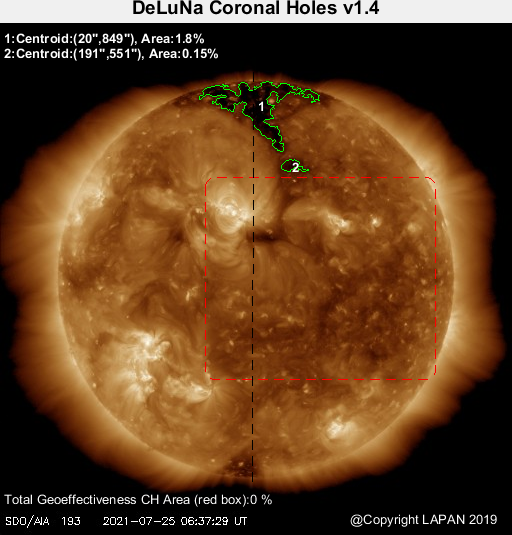 DeLuNa Coronal Holes v1.4
1:Centroid:(20",849"), Area:1.8%
2:Centroid:(191",551"), Area:0.15%
1
2
Total Geoeffectiveness CH Area (red box):0 %
SDO/AIA 193 2021-07-25 06:37:29 UT
@Copyright LAPAN 2019